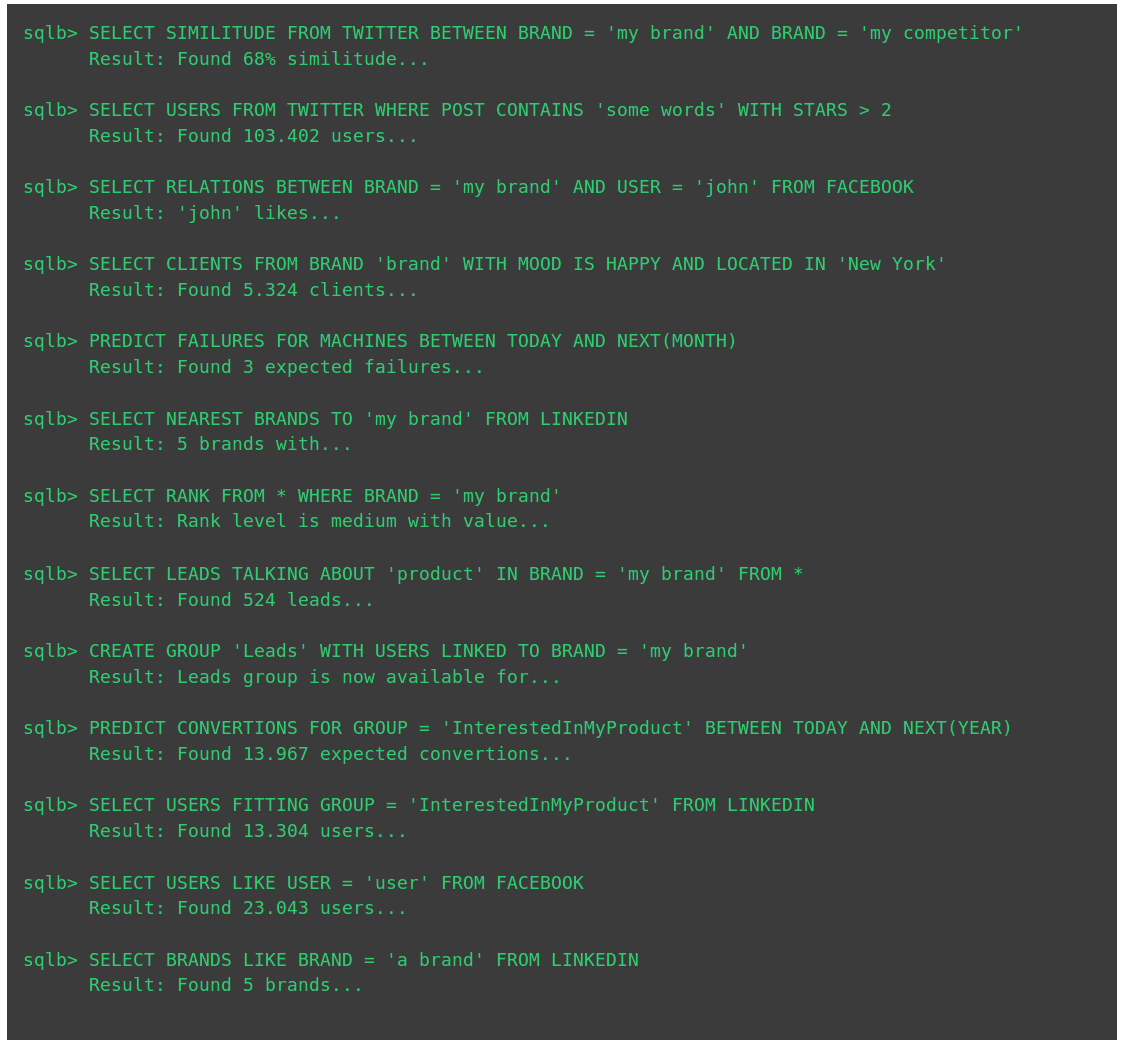 sqlb> SELECT SIMILITUDE FROM TWITTER BETWEEN BRAND = 'my brand' AND BRAND = 'my competitor'
Result: Found 68% similitude...
sqlb> SELECT USERS FROM TWITTER WHERE POST CONTAINS 'some words' WITH STARS > 2
Result: Found 103.402 users...
sqlb> SELECT RELATIONS BETWEEN BRAND = 'my brand' AND USER = 'john' FROM FACEBOOK
Result: 'john' likes...
sqlb> SELECT CLIENTS FROM BRAND 'brand' WITH MOOD IS HAPPY AND LOCATED IN 'New York'
Result: Found 5.324 clients...
sqlb> PREDICT FAILURES FOR MACHINES BETWEEN TODAY AND NEXT(MONTH)
Result: Found 3 expected failures...
sqlb> SELECT NEAREST BRANDS TO 'my brand' FROM LINKEDIN
Result: 5 brands with...
sqlb> SELECT RANK FROM * WHERE BRAND = 'my brand'
Result: Rank level is medium with value...
sqlb> SELECT LEADS TALKING ABOUT 'product' IN BRAND = 'my brand' FROM *
Result: Found 524 leads...
sqlb> CREATE GROUP 'Leads' WITH USERS LINKED TO BRAND = 'my brand'
Result: Leads group is now available for...
sqlb> PREDICT CONVERTIONS FOR GROUP = 'InterestedInMyProduct' BETWEEN TODAY AND NEXT(YEAR)
Result: Found 13.967 expected convertions...
sqlb> SELECT USERS FITTING GROUP = 'InterestedInMyProduct' FROM LINKEDIN
Result: Found 13.304 users...
sqlb> SELECT USERS LIKE USER = 'user' FROM FACEBOOK
Result: Found 23.043 users...
sqlb> SELECT BRANDS LIKE BRAND = 'a brand' FROM LINKEDIN
Result: Found 5 brands...